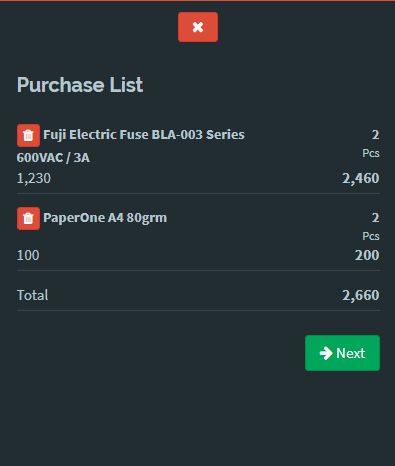 Purchase List
Fuji Electric Fuse BLA-003 Series 2
600VAC / 3A Pcs
1,230 2,460
PaperOne A4 80grm 2
Pcs
100 200
Total 2,660
Next